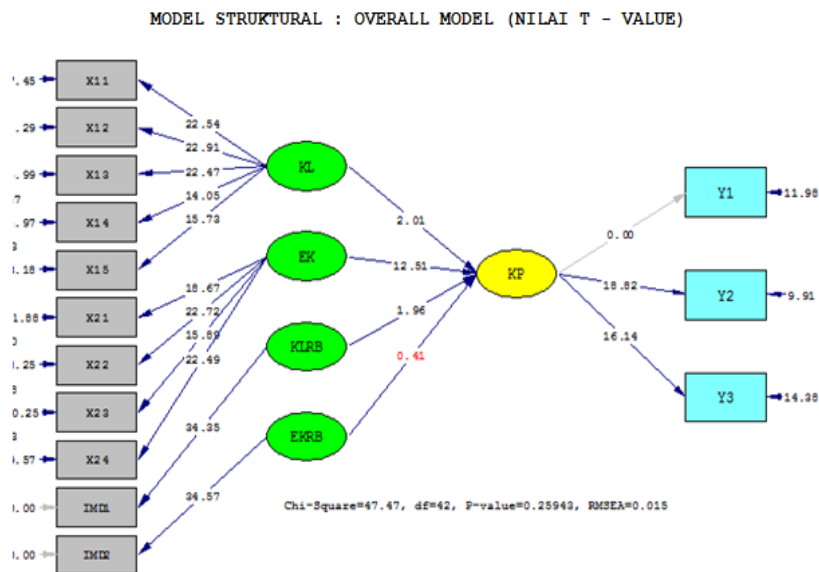 MODEL STRUKTURAL : OVERALL MODEL (NILAI T - VALUE)
X11
X12
X13
X14
X15
X21
X22
X23
X24
IMD1
IMD2
22.54
22.91
22.47
14.05
15.73
18.67
22.72
15.89
22.49
34.35
34.57
KL
EK
KLRB
EKRB
2.01
12.51
1.96
0.41
KP
0.00
18.82
16.14
Y1
11.98
Y2
9.91
Y3
14.38
Chi-Square=47.47, df=42, P-value=0.25943, RMSEA=0.015